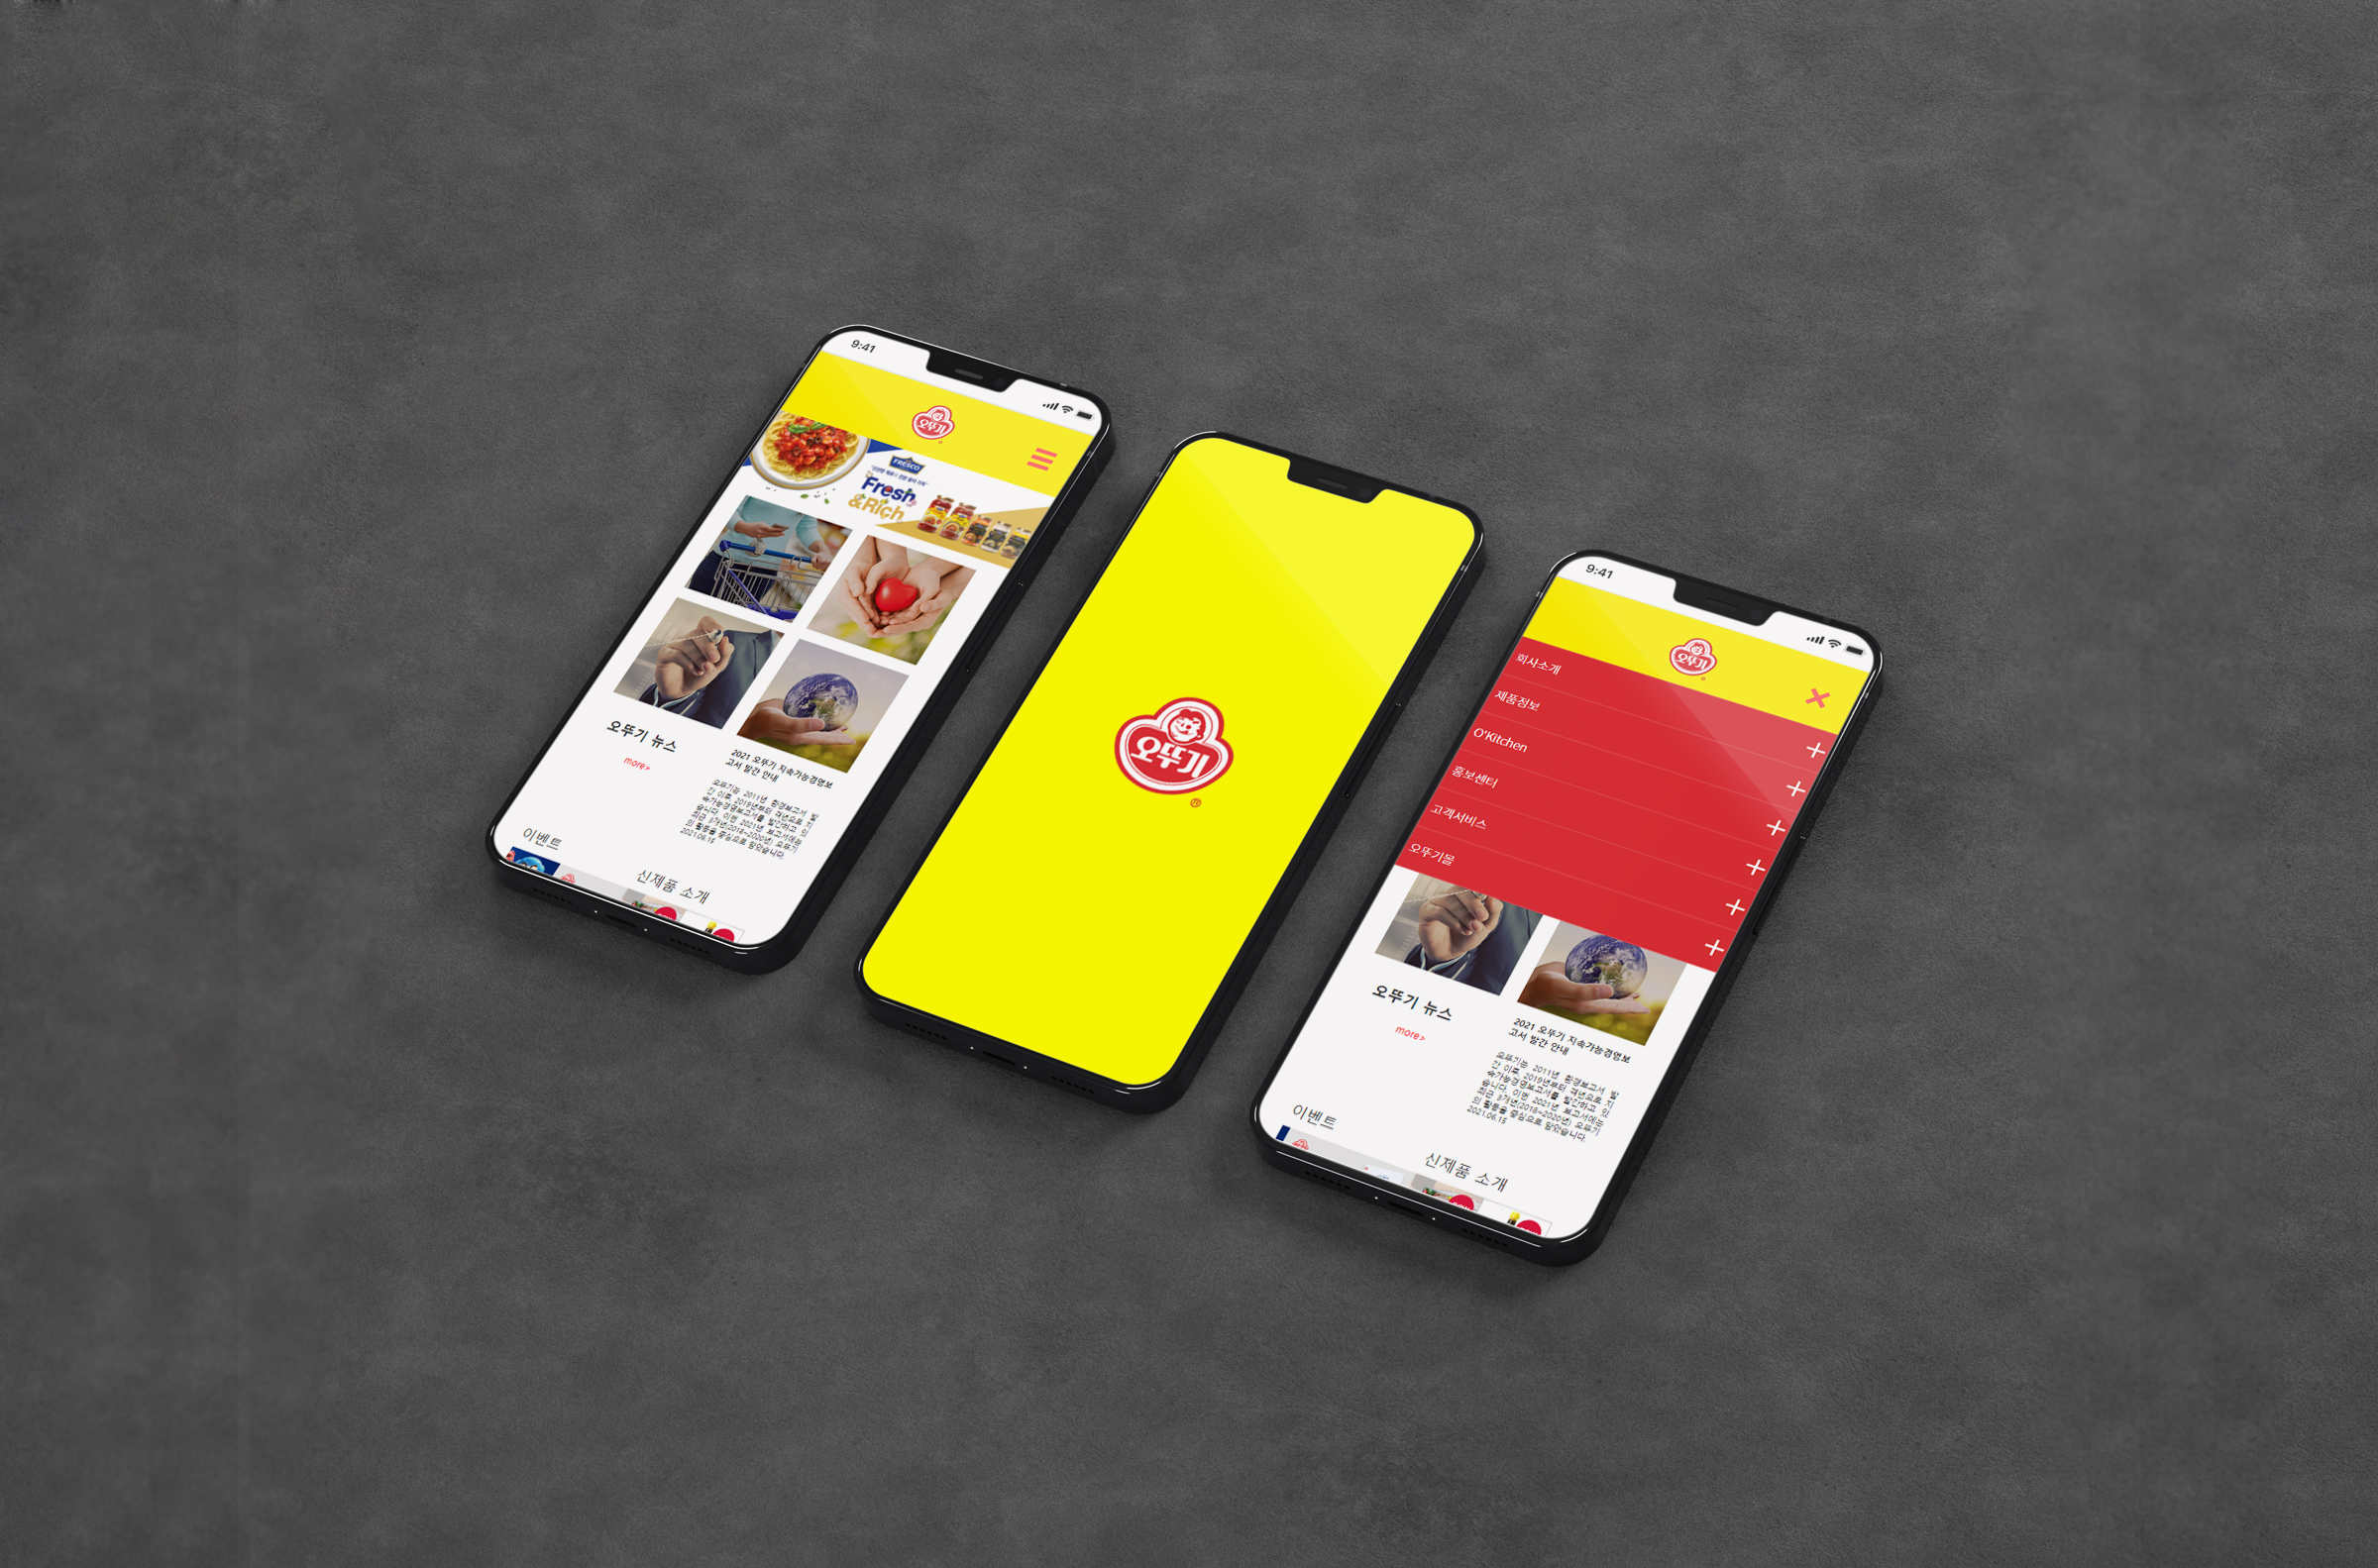 9:41
오뚜기
FRESCO
Fresh
&Rich
오뚜기 뉴스
more>
2021 오뚜기 지속가능경영보
고서 발간 안내
오뚜기는 2011년 환경보고서 발
간 이후, 2019년부터 격년으로 지
속가능경영보고서를 발간하고 있
습니다. 이번 2021년 보고서에는
최근 3개년(2018~2020년) 오뚜기
의 활동을 중심으로 담았습니다.
2021.06.15
이벤트
신제품 소개
오뚜기
®
9:41
오뚜기
회사소개
제품정보
O'Kitchen
홍보센터
고객서비스
오뚜기몰
오뚜기 뉴스
more>
2021 오뚜기 지속가능경영보
고서 발간 안내
오뚜기는 2011년 환경보고서 발
간 이후, 2019년부터 격년으로 지
속가능경영보고서를 발간하고 있
습니다. 이번 2021년 보고서에는
최근 3개년(2018~2020년) 오뚜기
의 활동을 중심으로 담았습니다.
2021.06.15
이벤트
신제품 소개